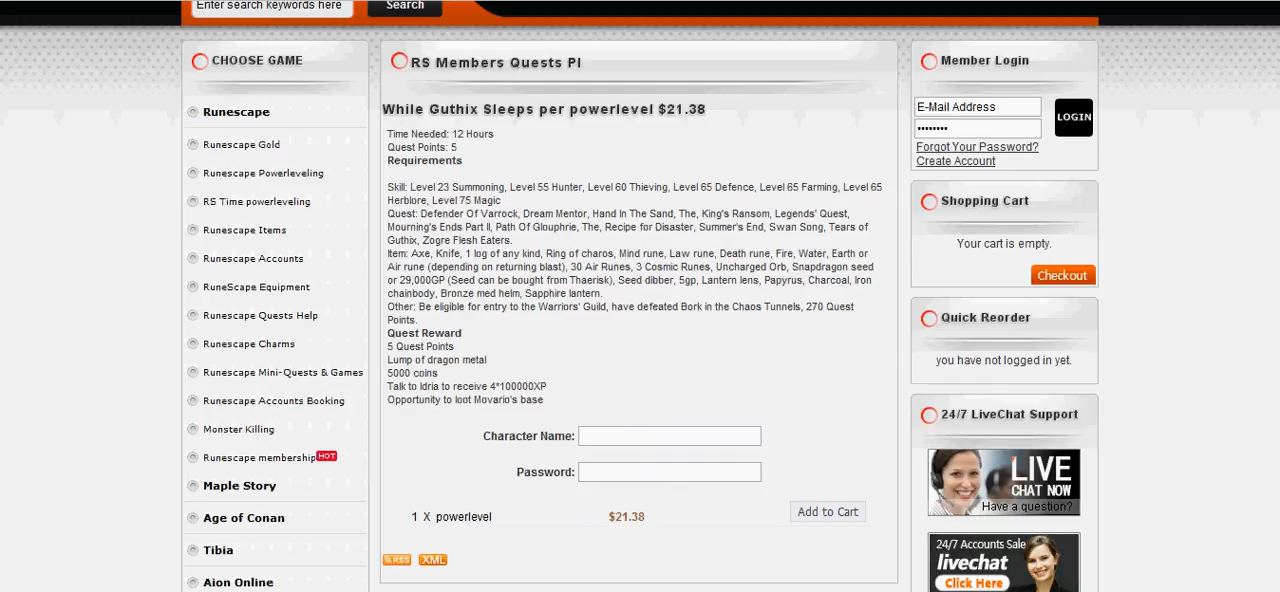 Enter search keywords here
Search
CHOOSE GAME
Runescape
Runescape Gold
Runescape Powerleveling
RS Time powerleveling
Runescape Items
Runescape Accounts
RuneScape Equipment
Runescape Quests Help
Runescape Charms
Runescape Mini-Quests & Games
Runescape Accounts Booking
Monster Killing
Runescape membership HOT
Maple Story
Age of Conan
Tibia
Aion Online
RS Members Quests Pl
While Guthix Sleeps per powerlevel $21.38
Time Needed: 12 Hours
Quest Points: 5
Requirements
Skill: Level 23 Summoning, Level 55 Hunter, Level 60 Thieving, Level 65 Defence, Level 65 Farming, Level 65
Herblore, Level 75 Magic
Quest: Defender Of Varrock, Dream Mentor, Hand In The Sand, The, King's Ransom, Legends' Quest,
Mourning's Ends Part II, Path Of Glouphrie, The, Recipe for Disaster, Summer's End, Swan Song, Tears of
Guthix, Zogre Flesh Eaters.
Item: Axe, Knife, 1 log of any kind, Ring of charos, Mind rune, Law rune, Death rune, Fire, Water, Earth or
Air rune (depending on returning blast), 30 Air Runes, 3 Cosmic Runes, Uncharged Orb, Snapdragon seed
or 29,000GP (Seed can be bought from Thaerisk), Seed dibber, 5gp, Lantern lens, Papyrus, Charcoal, Iron
chainbody, Bronze med helm, Sapphire lantern.
Other: Be eligible for entry to the Warriors' Guild, have defeated Bork in the Chaos Tunnels, 270 Quest
Points.
Quest Reward
5 Quest Points
Lump of dragon metal
5000 coins
Talk to Idria to receive 4*100000XP
Opportunity to loot Movario's base
Character Name:
Password:
1 X powerlevel $21.38 Add to Cart
RSS XML
Member Login
E-Mail Address
••••••••
LOGIN
Forgot Your Password?
Create Account
Shopping Cart
Your cart is empty.
Checkout
Quick Reorder
you have not logged in yet.
24/7 LiveChat Support
LIVE
CHAT NOW
Have a question?
24/7 Accounts Sale
livechat
Click Here